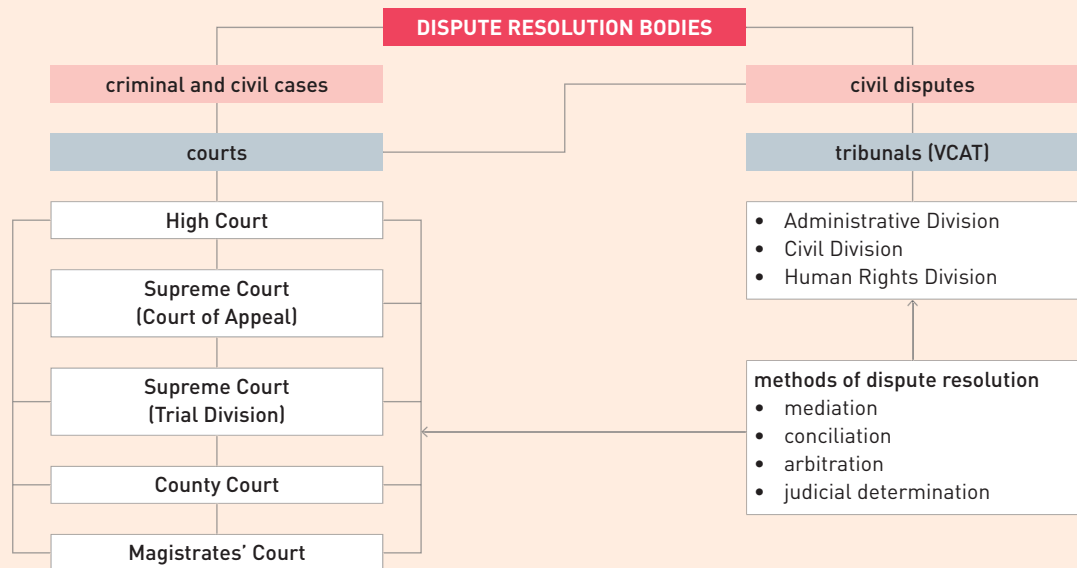 DISPUTE RESOLUTION BODIES
criminal and civil cases
courts
High Court
Supreme Court
(Court of Appeal)
Supreme Court
(Trial Division)
County Court
Magistrates’ Court
civil disputes
tribunals (VCAT)
• Administrative Division
• Civil Division
• Human Rights Division
methods of dispute resolution
• mediation
• conciliation
• arbitration
• judicial determination